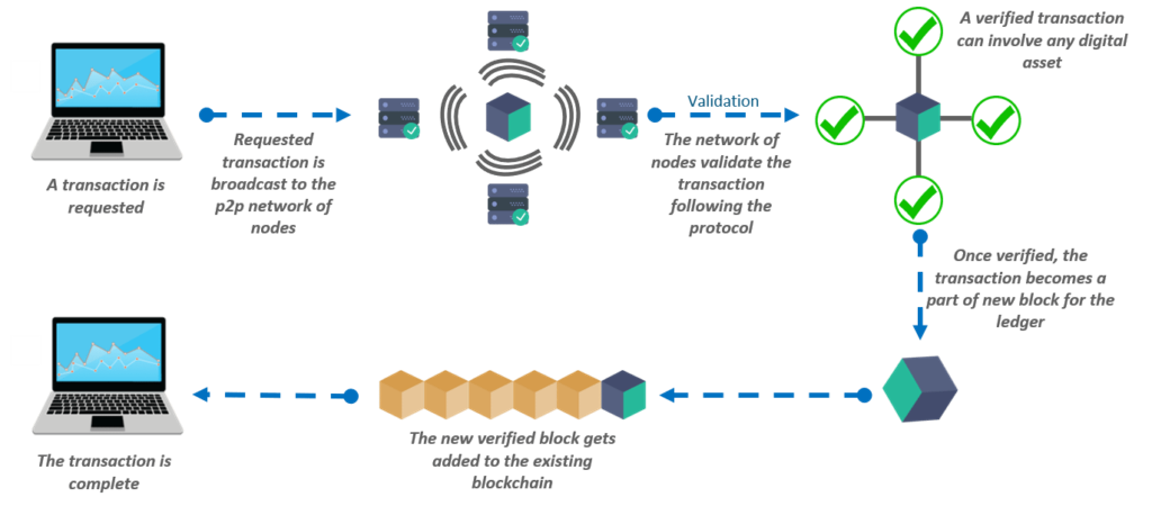 A transaction is
requested
Requested
transaction is
broadcast to the
p2p network of
nodes
Validation
The network of
nodes validate the
transaction
following the
protocol
A verified transaction
can involve any digital
asset
Once verified, the
transaction becomes a
part of new block for the
ledger
The new verified block gets
added to the existing
blockchain
The transaction is
complete